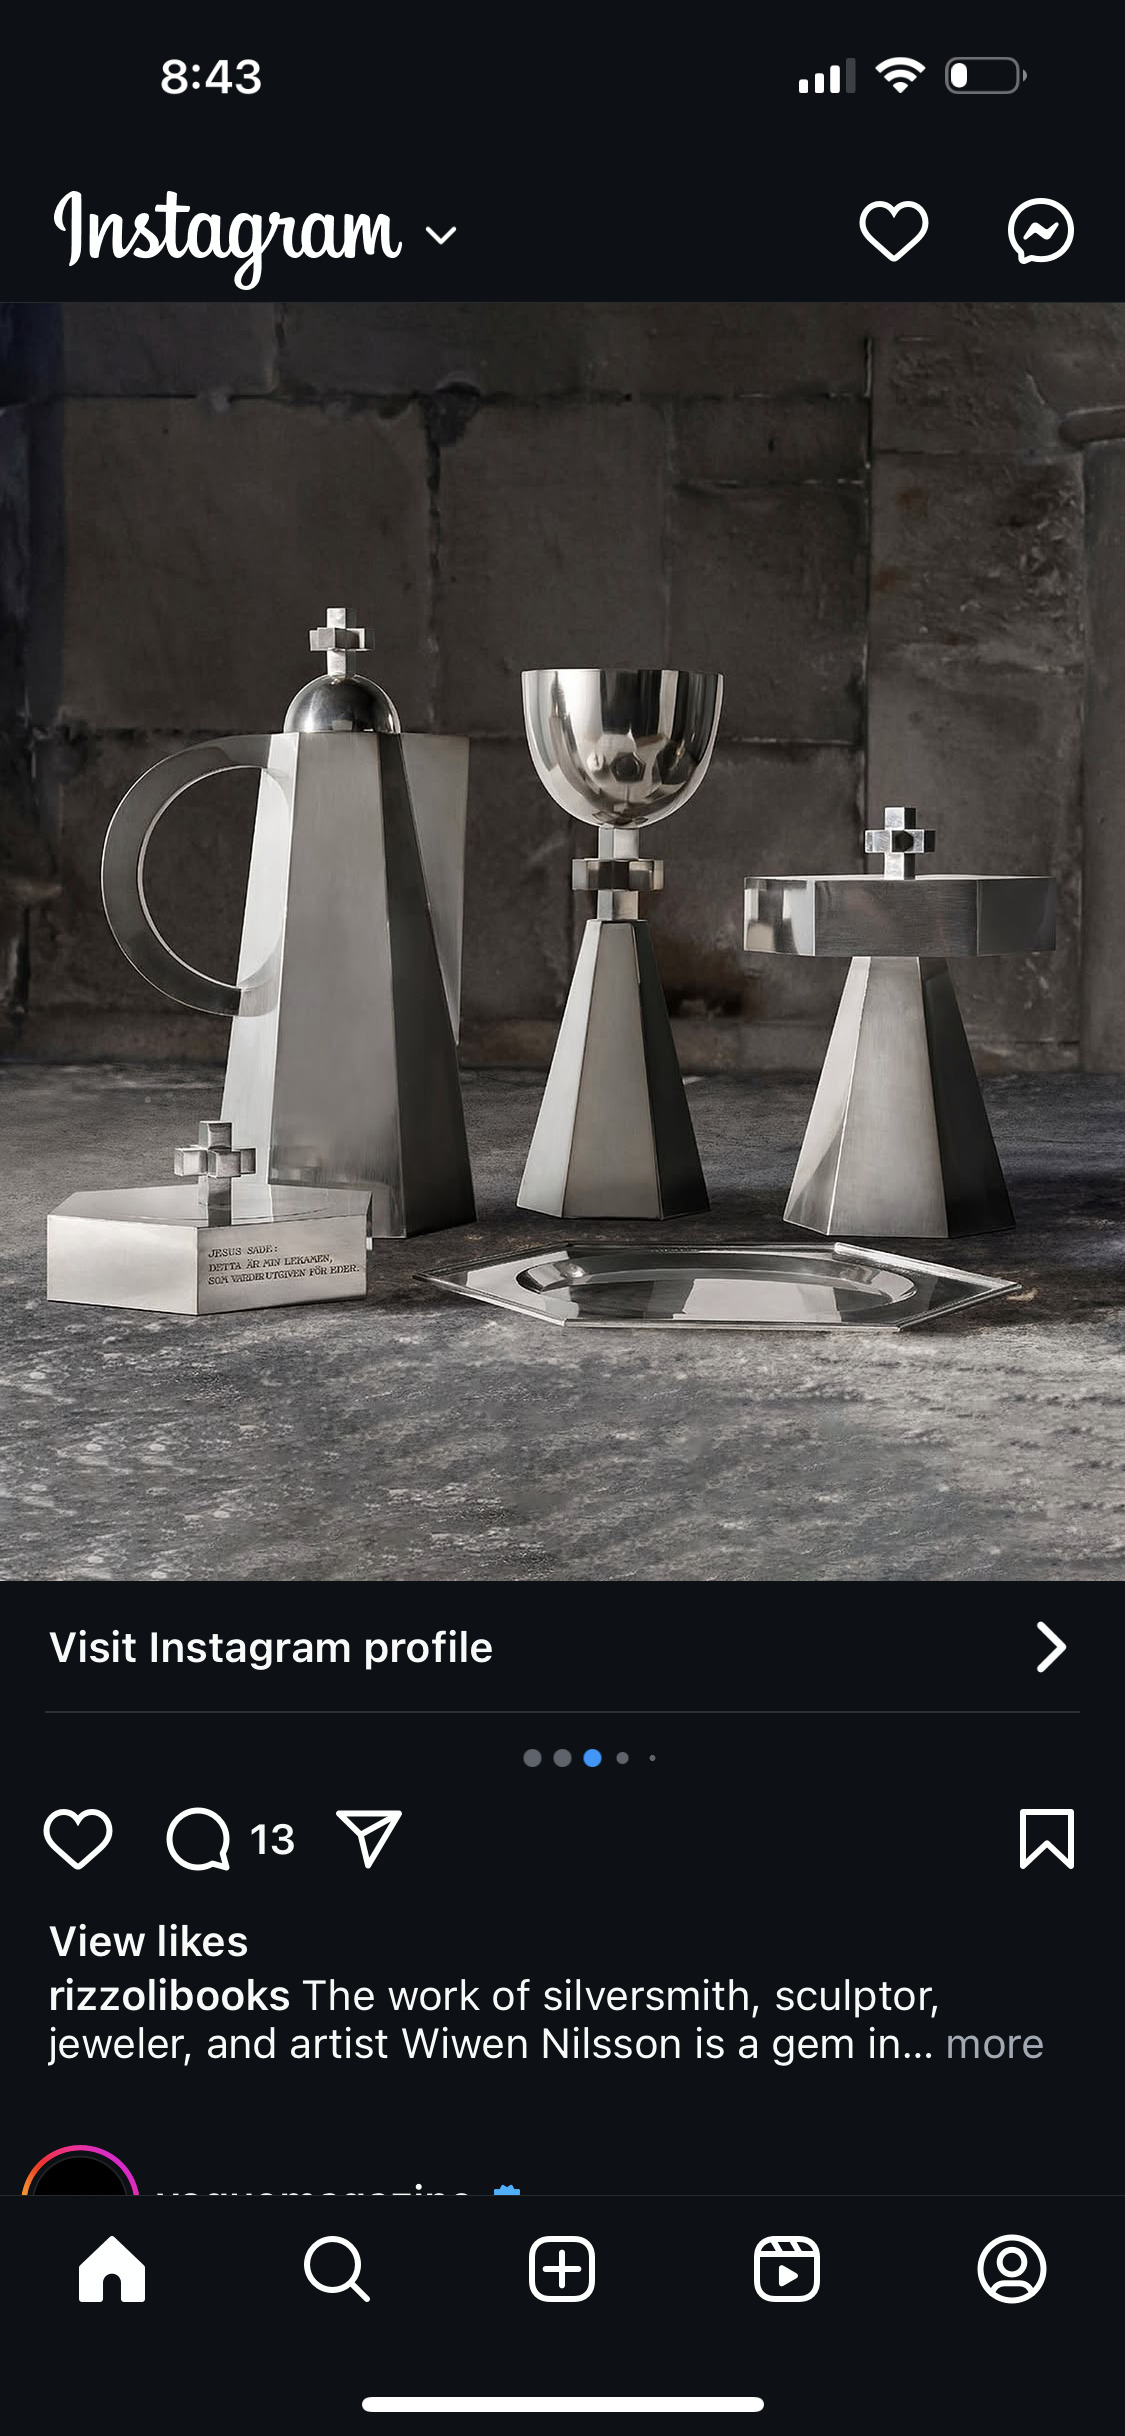 8:43
Instagram
JESUS SADE:
DETTA ÄR MIN LEKAMEN,
SOM VARDER UTGIVEN FÖR EDER.
Visit Instagram profile
13
View likes
rizzolibooks The work of silversmith, sculptor,
jeweler, and artist Wiwen Nilsson is a gem in... more